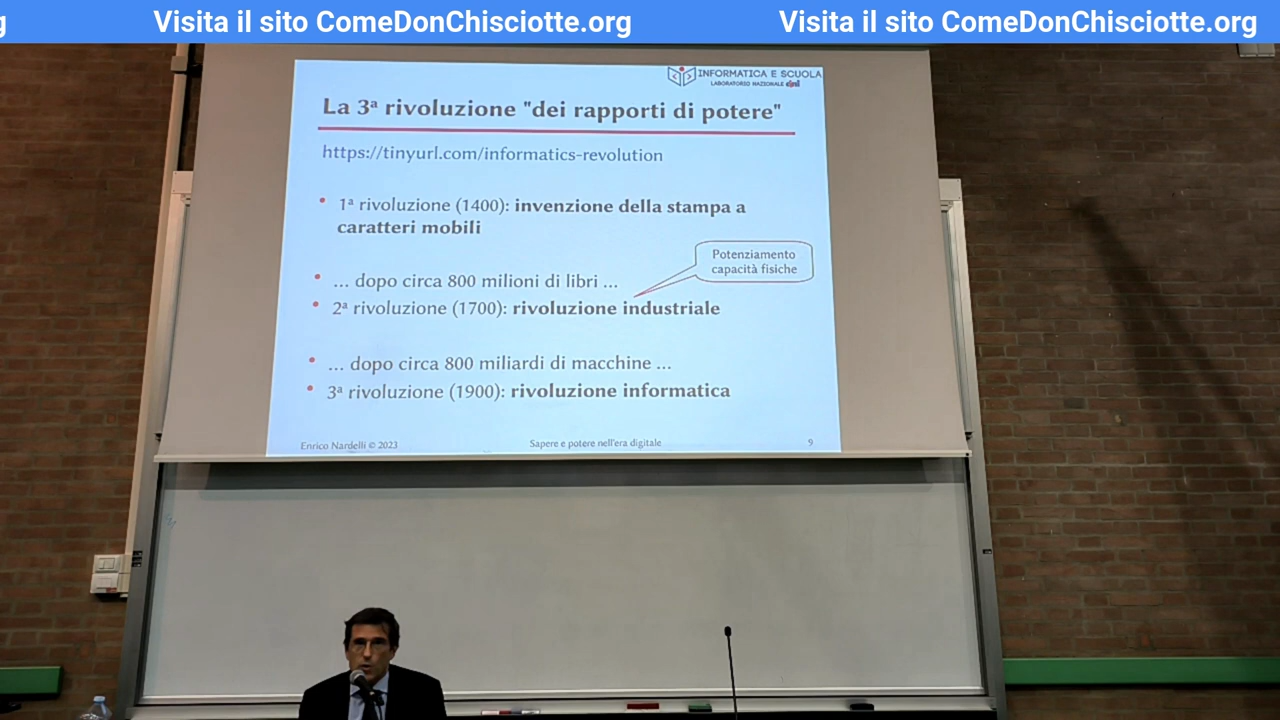 Visita il sito ComeDonChisciotte.org
Visita il sito ComeDonChisciotte.org
INFORMATICA E SCUOLA
LABORATORIO NAZIONALE cini
La 3ª rivoluzione "dei rapporti di potere"
https://tinyurl.com/informatics-revolution
• 1ª rivoluzione (1400): invenzione della stampa a
caratteri mobili
Potenziamento
capacità fisiche
• ... dopo circa 800 milioni di libri ...
• 2ª rivoluzione (1700): rivoluzione industriale
• ... dopo circa 800 miliardi di macchine ...
• 3ª rivoluzione (1900): rivoluzione informatica
Enrico Nardelli © 2023 Sapere e potere nell'era digitale 9